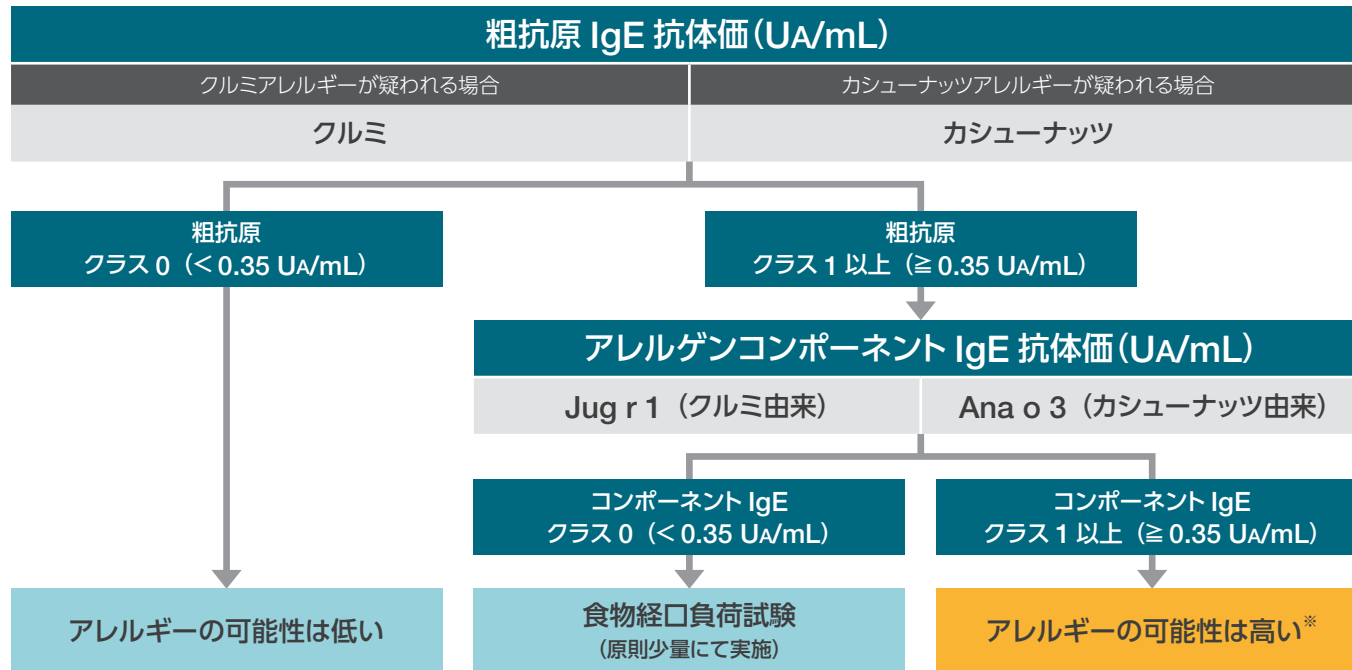 粗抗原 IgE 抗体価(UA/mL)
クルミアレルギーが疑われる場合
カシューナッツアレルギーが疑われる場合
クルミ
カシューナッツ
粗抗原
クラス 0（< 0.35 UA/mL）
粗抗原
クラス 1 以上（≧ 0.35 UA/mL）
アレルゲンコンポーネント IgE 抗体価(UA/mL)
Jug r 1（クルミ由来）
Ana o 3（カシューナッツ由来）
コンポーネント IgE
クラス 0（< 0.35 UA/mL）
コンポーネント IgE
クラス 1 以上（≧ 0.35 UA/mL）
アレルギーの可能性は低い
食物経口負荷試験
（原則少量にて実施）
アレルギーの可能性は高い※